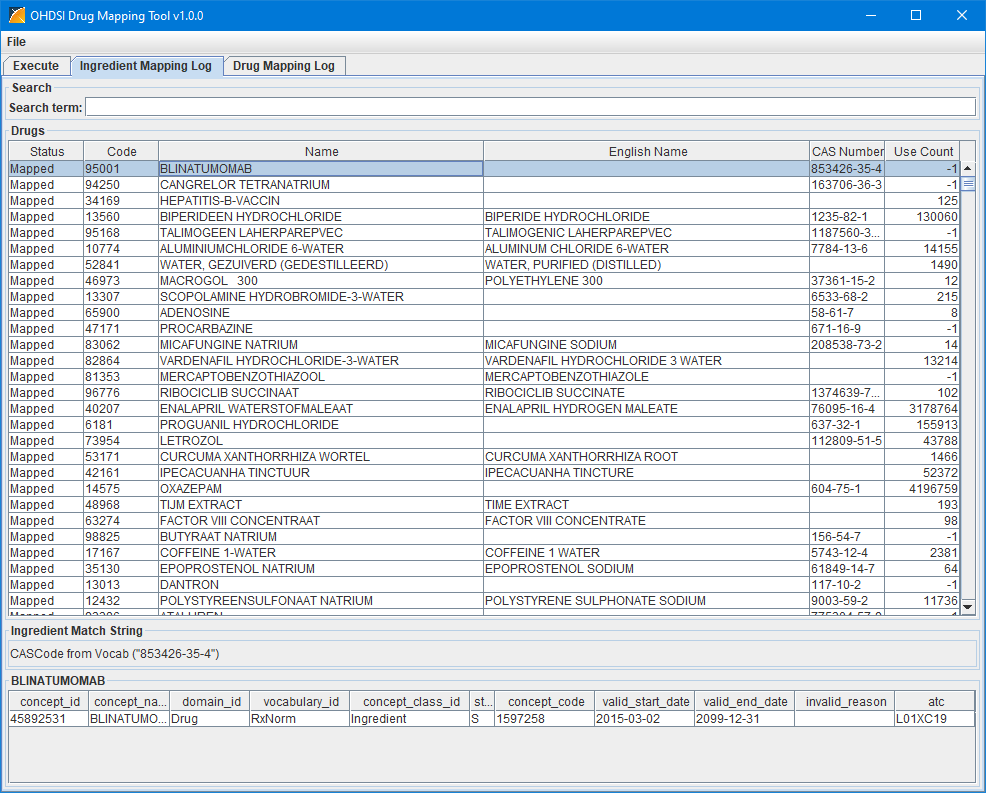 OHDSI Drug Mapping Tool v1.0.0
File
Execute Ingredient Mapping Log Drug Mapping Log
Search
Search term:
Drugs
Status Code Name English Name CAS Number Use Count
Mapped 95001 BLINATUMOMAB 853426-35-4 -1
Mapped 94250 CANGRELOR TETRANATRIUM 163706-36-3 -1
Mapped 34169 HEPATITIS-B-VACCIN 125
Mapped 13560 BIPERIDEEN HYDROCHLORIDE BIPERIDE HYDROCHLORIDE 1235-82-1 130060
Mapped 95168 TALIMOGEEN LAHERPAREPVEC TALIMOGENIC LAHERPAREPVEC 1187560-3... -1
Mapped 10774 ALUMINIUMCHLORIDE 6-WATER ALUMINUM CHLORIDE 6-WATER 7784-13-6 14155
Mapped 52841 WATER, GEZUIVERD (GEDESTILLEERD) WATER, PURIFIED (DISTILLED) 1490
Mapped 46973 MACROGOL 300 POLYETHYLENE 300 37361-15-2 12
Mapped 13307 SCOPOLAMINE HYDROBROMIDE-3-WATER 6533-68-2 215
Mapped 65900 ADENOSINE 58-61-7 8
Mapped 47171 PROCARBAZINE 671-16-9 -1
Mapped 83062 MICAFUNGINE NATRIUM MICAFUNGINE SODIUM 208538-73-2 14
Mapped 82864 VARDENAFIL HYDROCHLORIDE-3-WATER VARDENAFIL HYDROCHLORIDE 3 WATER 13214
Mapped 81353 MERCAPTOBENZOTHIAZOOL MERCAPTOBENZOTHIAZOLE -1
Mapped 96776 RIBOCICLIB SUCCINAAT RIBOCICLIB SUCCINATE 1374639-7... 102
Mapped 40207 ENALAPRIL WATERSTOFMALEAAT ENALAPRIL HYDROGEN MALEATE 76095-16-4 3178764
Mapped 6181 PROGUANIL HYDROCHLORIDE 637-32-1 155913
Mapped 73954 LETROZOL 112809-51-5 43788
Mapped 53171 CURCUMA XANTHORRHIZA WORTEL CURCUMA XANTHORRHIZA ROOT 1466
Mapped 42161 IPECACUANHA TINCTUUR IPECACUANHA TINCTURE 52372
Mapped 14575 OXAZEPAM 604-75-1 4196759
Mapped 48968 TIJM EXTRACT TIME EXTRACT 193
Mapped 63274 FACTOR VIII CONCENTRAAT FACTOR VIII CONCENTRATE 98
Mapped 98825 BUTYRAAT NATRIUM 156-54-7 -1
Mapped 17167 COFFEINE 1-WATER COFFEINE 1 WATER 5743-12-4 2381
Mapped 35130 EPOPROSTENOL NATRIUM EPOPROSTENOL SODIUM 61849-14-7 64
Mapped 13013 DANTRON 117-10-2 -1
Mapped 12432 POLYSTYREENSULFONAAT NATRIUM POLYSTYRENE SULPHONATE SODIUM 9003-59-2 11736
Ingredient Match String
CASCode from Vocab ("853426-35-4")
BLINATUMOMAB
concept_id concept_na... domain_id vocabulary_id concept_class_id st... concept_code valid_start_date valid_end_date invalid_reason atc
45892531 BLINATUMO... Drug RxNorm Ingredient S 1597258 2015-03-02 2099-12-31 L01XC19